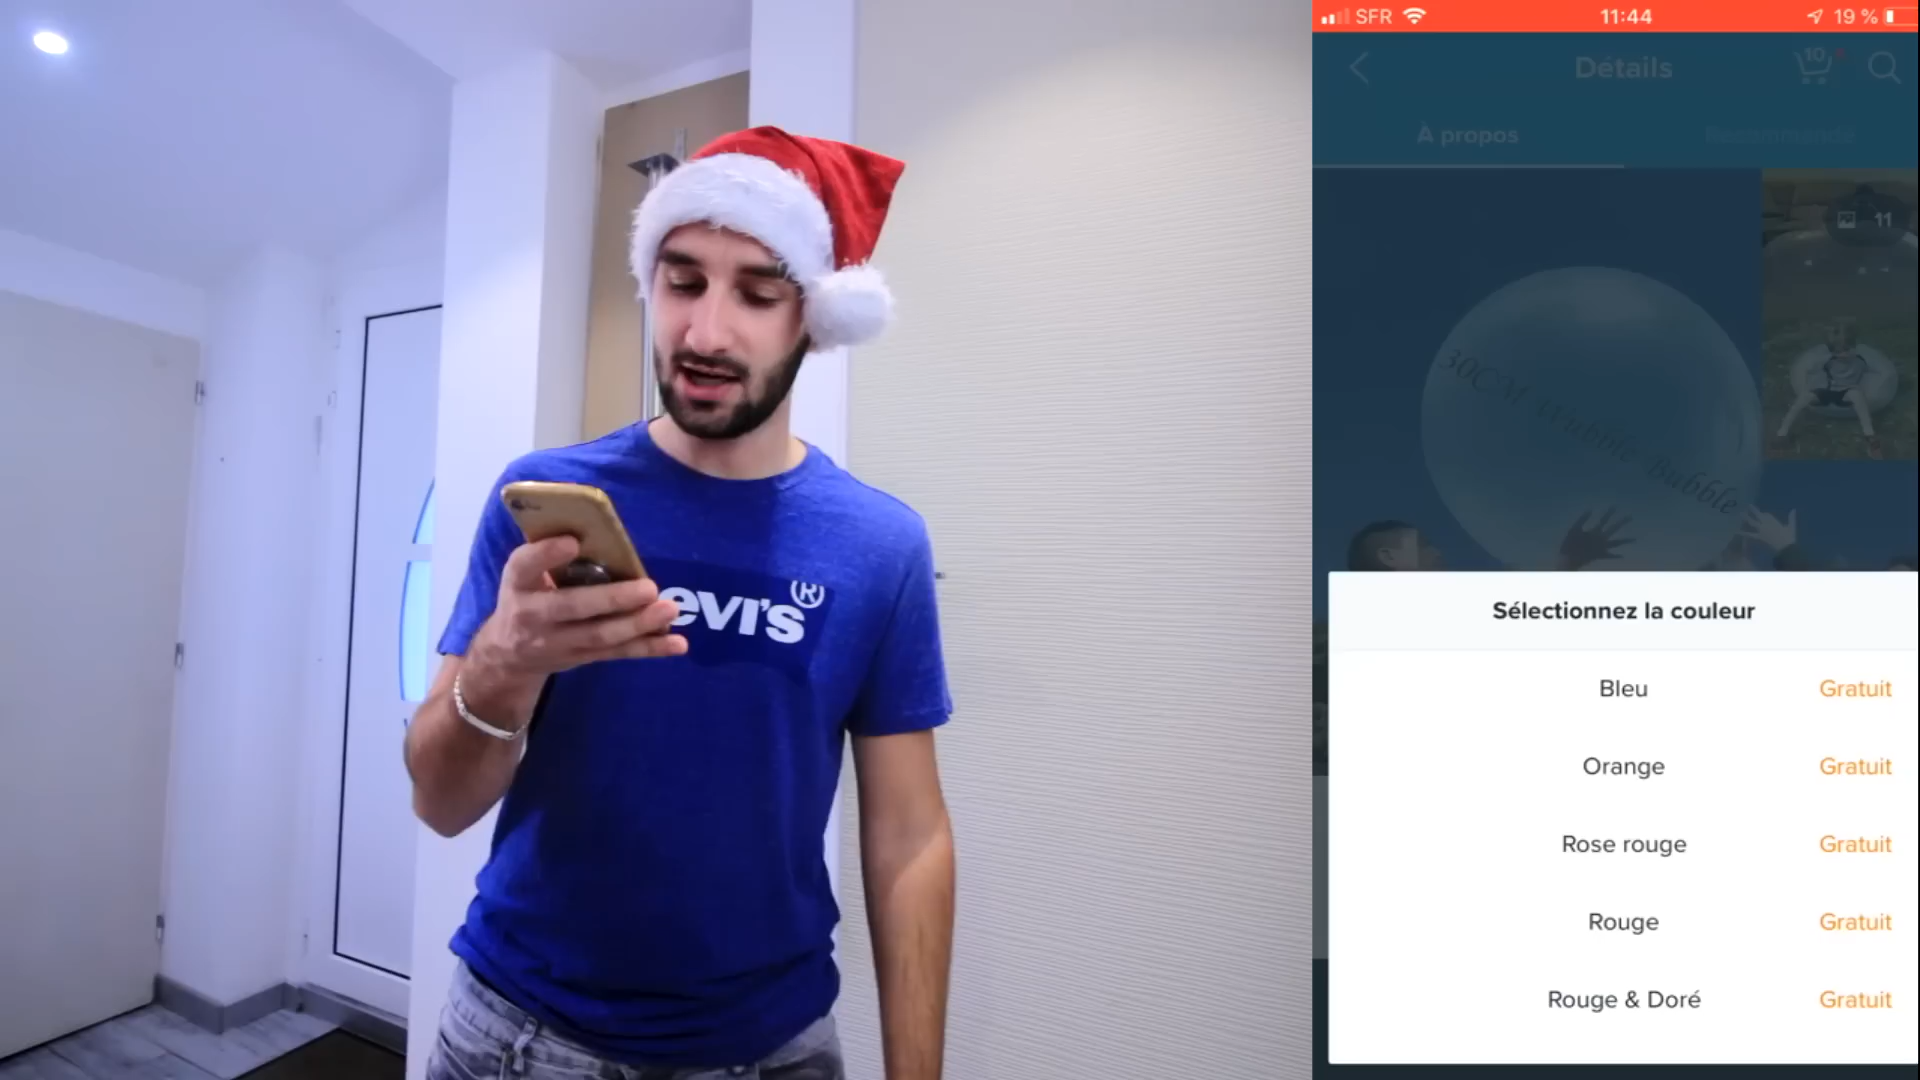 evi's®
SFR 11:44 19 %
Détails 10
À propos Recommandé
11
30CM Wubble Bubble
Sélectionnez la couleur
Bleu Gratuit
Orange Gratuit
Rose rouge Gratuit
Rouge Gratuit
Rouge & Doré Gratuit